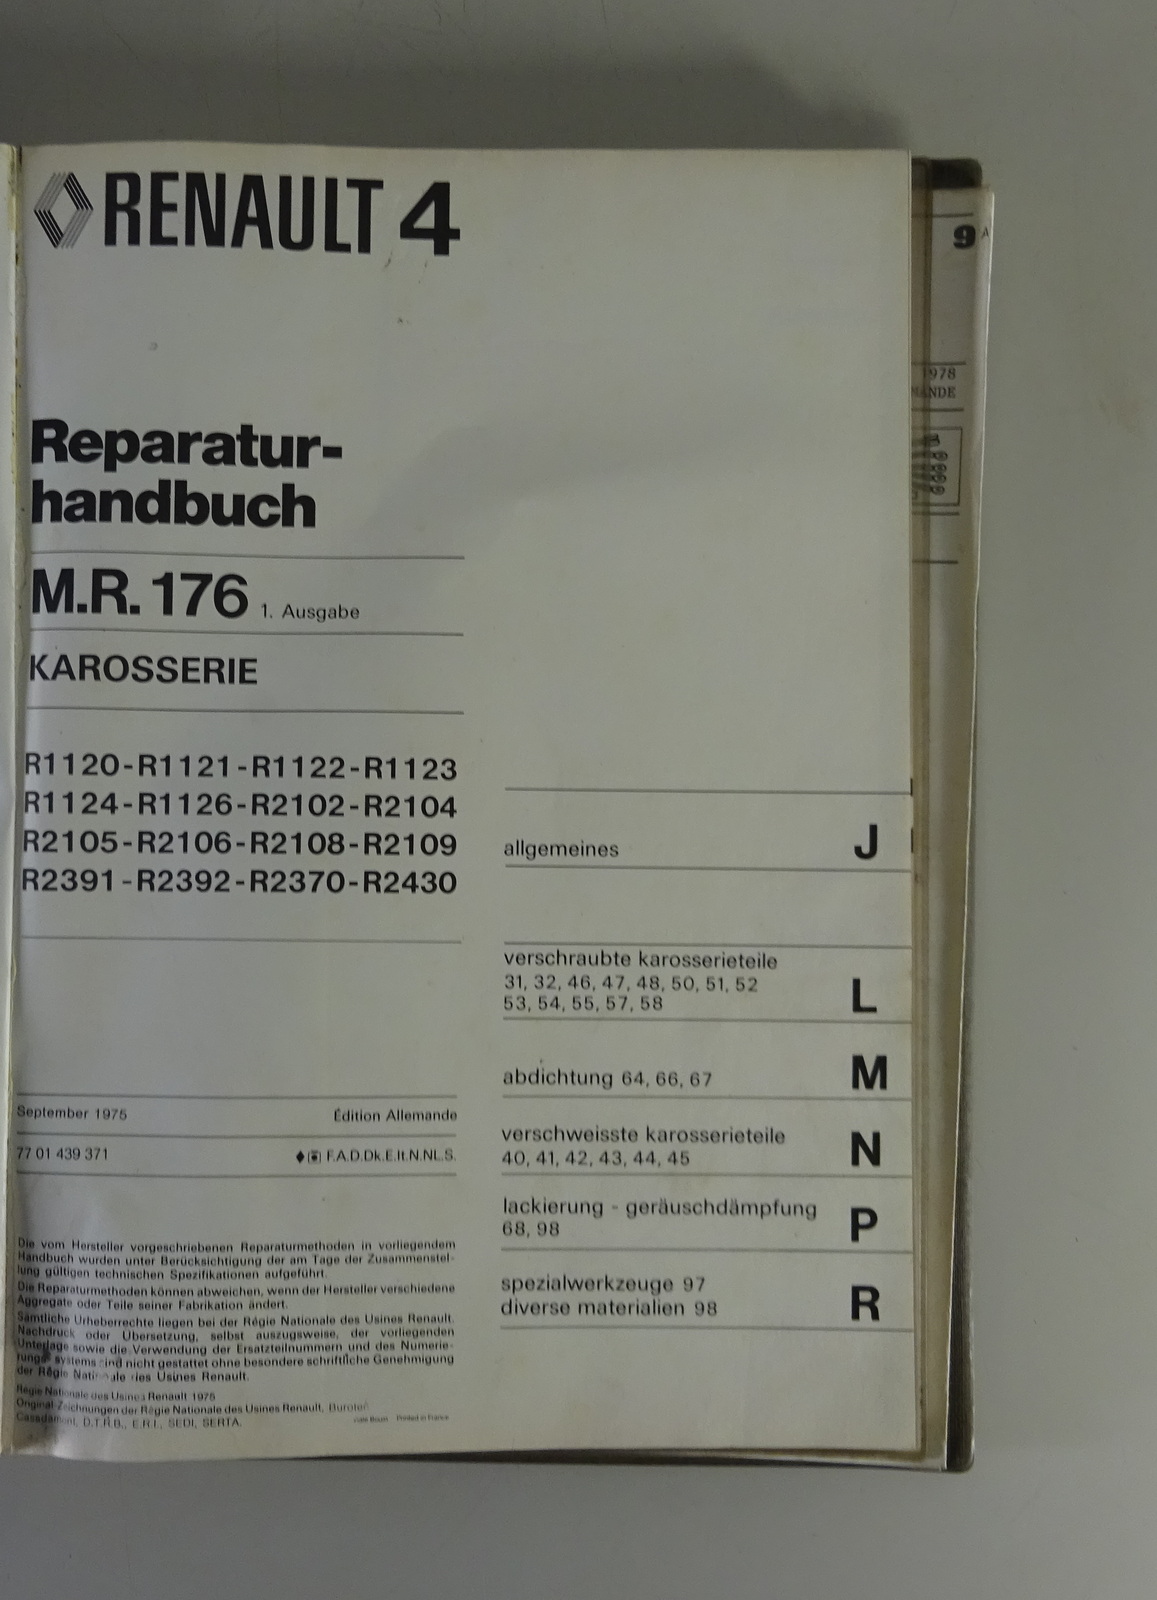 RENAULT 4
Reparatur-
handbuch
M.R. 176 1. Ausgabe
KAROSSERIE
R1120-R1121-R1122-R1123
R1124-R1126-R2102-R2104
R2105-R2106-R2108-R2109
R2391-R2392-R2370-R2430
September 1975 Édition Allemande
77 01 439 371 F.A.D.Dk.E.It.N.NL.S.
Die vom Hersteller vorgeschriebenen Reparaturmethoden in vorliegendem
Handbuch wurden unter Berücksichtigung der am Tage der Zusammenstel-
lung gültigen technischen Spezifikationen aufgeführt.
Die Reparaturmethoden können abweichen, wenn der Hersteller verschiedene
Aggregate oder Teile seiner Fabrikation ändert.
Sämtliche Urheberrechte liegen bei der Régie Nationale des Usines Renault.
Nachdruck oder Übersetzung, selbst auszugsweise, der vorliegenden
Unterlage sowie die Verwendung der Ersatzteilnummern und des Numerie-
rungs systems sind nicht gestattet ohne besondere schriftliche Genehmigung
der Régie Nationale des Usines Renault.
Régie Nationale des Usines Renault 1975
Original-Zeichnungen der Régie Nationale des Usines Renault,
D.T.R.B., E.R.I., SEDI, SERTA.
Printed in France
allgemeines J
verschraubte karosserieteile
31, 32, 46, 47, 48, 50, 51, 52
53, 54, 55, 57, 58 L
abdichtung 64, 66, 67 M
verschweisste karosserieteile
40, 41, 42, 43, 44, 45 N
lackierung - geräuschdämpfung
68, 98 P
spezialwerkzeuge 97
diverse materialien 98 R
9 A
1978